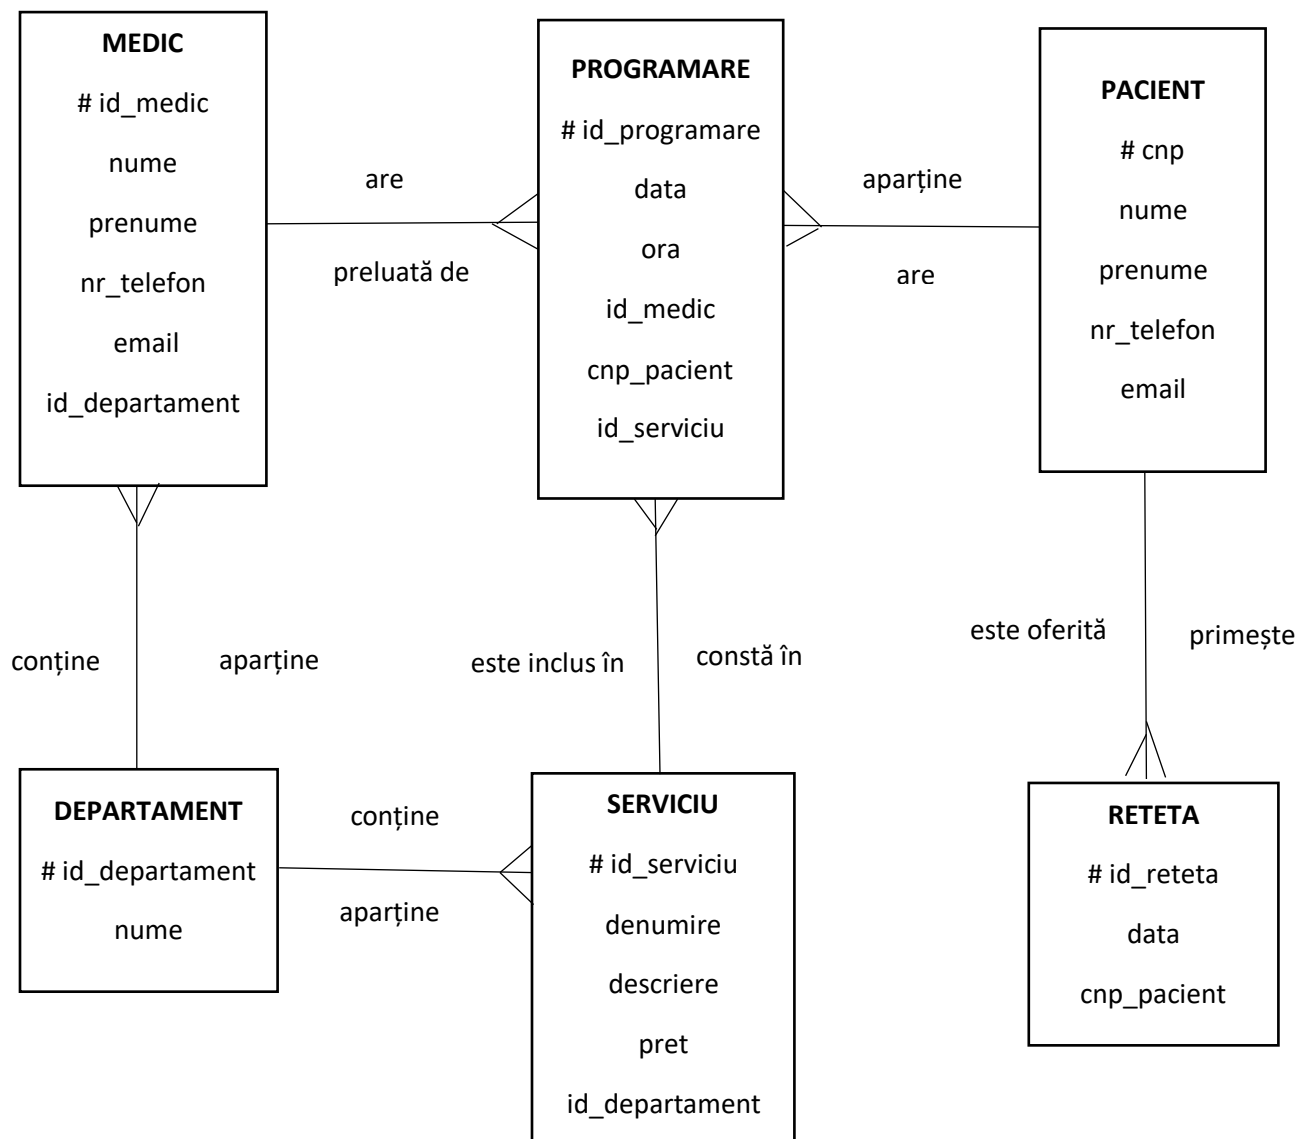 MEDIC
# id_medic
nume
prenume
nr_telefon
email
id_departament
are
preluată de
PROGRAMARE
# id_programare
data
ora
id_medic
cnp_pacient
id_serviciu
aparține
are
PACIENT
# cnp
nume
prenume
nr_telefon
email
conține
aparține
este inclus în
constă în
este oferită
primește
DEPARTAMENT
# id_departament
nume
conține
aparține
SERVICIU
# id_serviciu
denumire
descriere
pret
id_departament
RETETA
# id_reteta
data
cnp_pacient